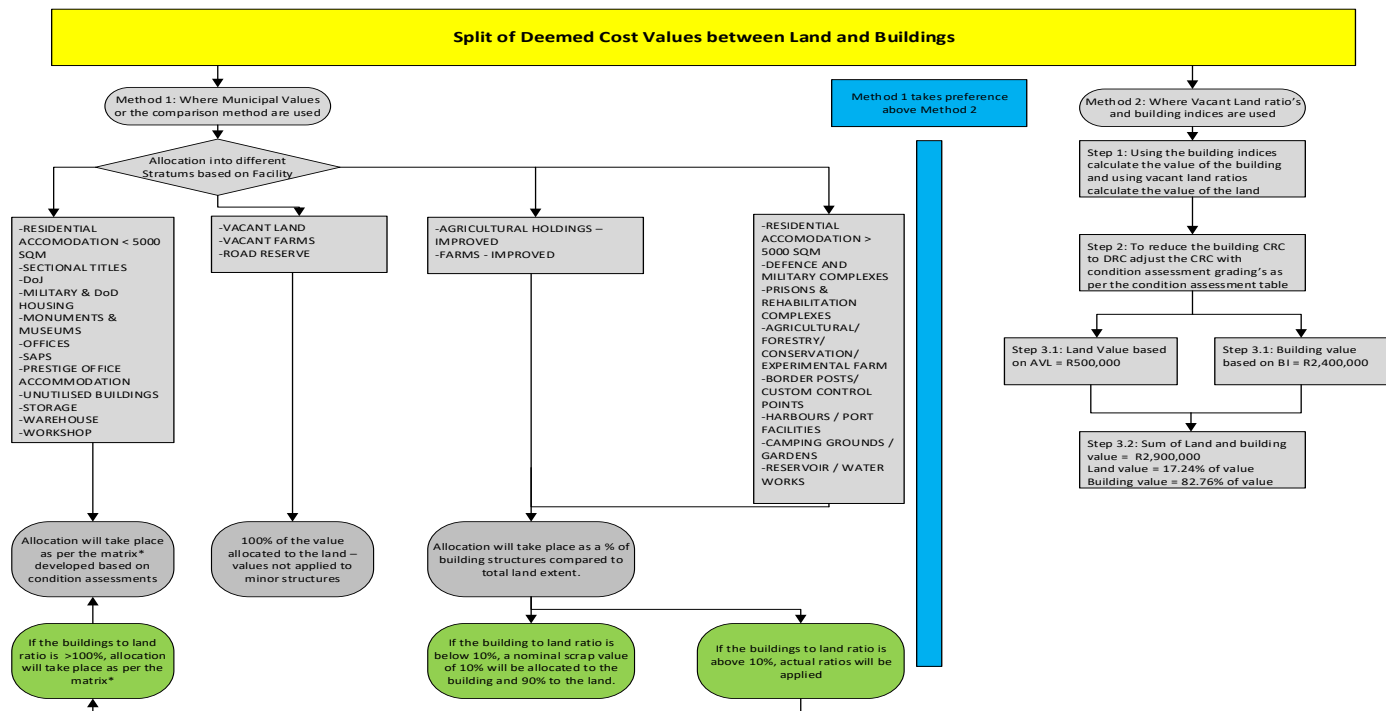 Split of Deemed Cost Values between Land and Buildings
Method 1: Where Municipal Values
or the comparison method are used
Method 1 takes preference
above Method 2
Method 2: Where Vacant Land ratio's
and building indices are used
Allocation into different
Stratums based on Facility
Step 1: Using the building indices
calculate the value of the building
and using vacant land ratios
calculate the value of the land
-RESIDENTIAL
ACCOMODATION < 5000
SQM
-SECTIONAL TITLES
-DoJ
-MILITARY & DoD
HOUSING
-MONUMENTS &
MUSEUMS
-OFFICES
-SAPS
-PRESTIGE OFFICE
ACCOMMODATION
-UNUTILISED BUILDINGS
-STORAGE
-WAREHOUSE
-WORKSHOP
-VACANT LAND
-VACANT FARMS
-ROAD RESERVE
-AGRICULTURAL HOLDINGS –
IMPROVED
-FARMS - IMPROVED
-RESIDENTIAL
ACCOMODATION >
5000 SQM
-DEFENCE AND
MILITARY COMPLEXES
-PRISONS &
REHABILITATION
COMPLEXES
-AGRICULTURAL/
FORESTRY/
CONSERVATION/
EXPERIMENTAL FARM
-BORDER POSTS/
CUSTOM CONTROL
POINTS
-HARBOURS / PORT
FACILITIES
-CAMPING GROUNDS /
GARDENS
-RESERVOIR / WATER
WORKS
Step 2: To reduce the building CRC
to DRC adjust the CRC with
condition assessment grading's as
per the condition assessment table
Step 3.1: Land Value based
on AVL = R500,000
Step 3.1: Building value
based on BI = R2,400,000
Step 3.2: Sum of Land and building
value =  R2,900,000
Land value = 17.24% of value
Building value = 82.76% of value
Allocation will take place
as per the matrix*
developed based on
condition assessments
100% of the value
allocated to the land –
values not applied to
minor structures
Allocation will take place as a % of
building structures compared to
total land extent.
If the buildings to land
ratio is  >100%, allocation
will take place as per the
matrix*
If the building to land ratio is
below 10%, a nominal scrap value
of 10% will be allocated to the
building and 90% to the land.
If the buildings to land ratio is
above 10%, actual ratios will be
applied